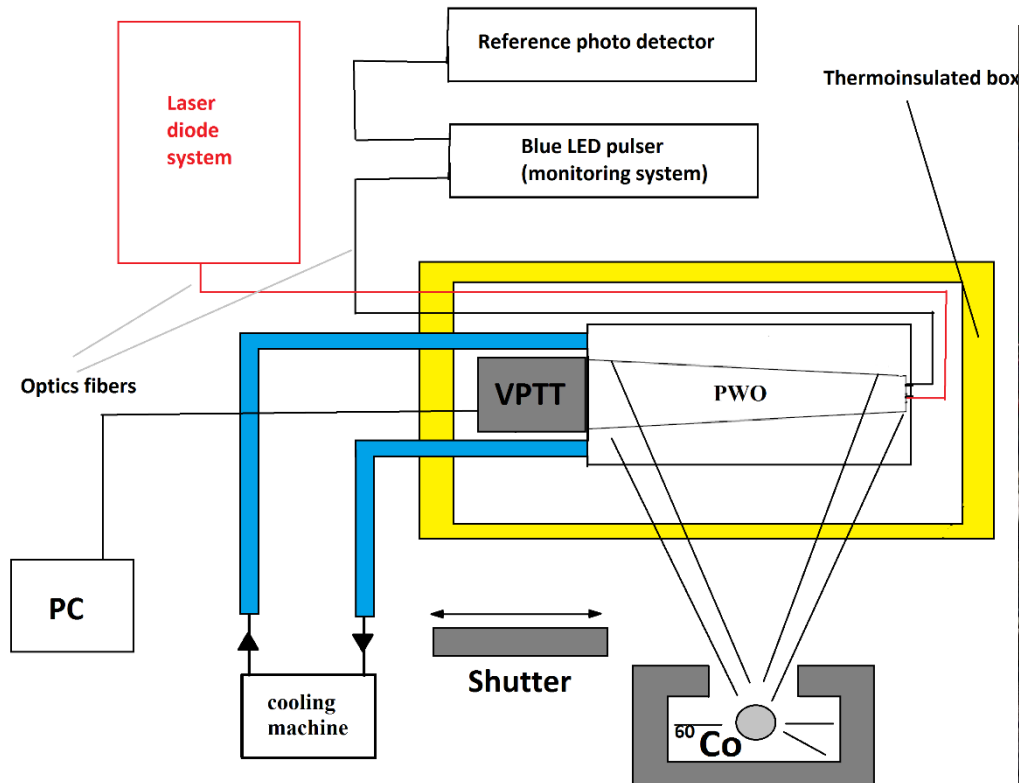 Reference photo detector
Thermoinsulated box
Laser
diode
system
Blue LED pulser
(monitoring system)
Optics fibers
VPTT
PWO
PC
Shutter
cooling
machine
60Co